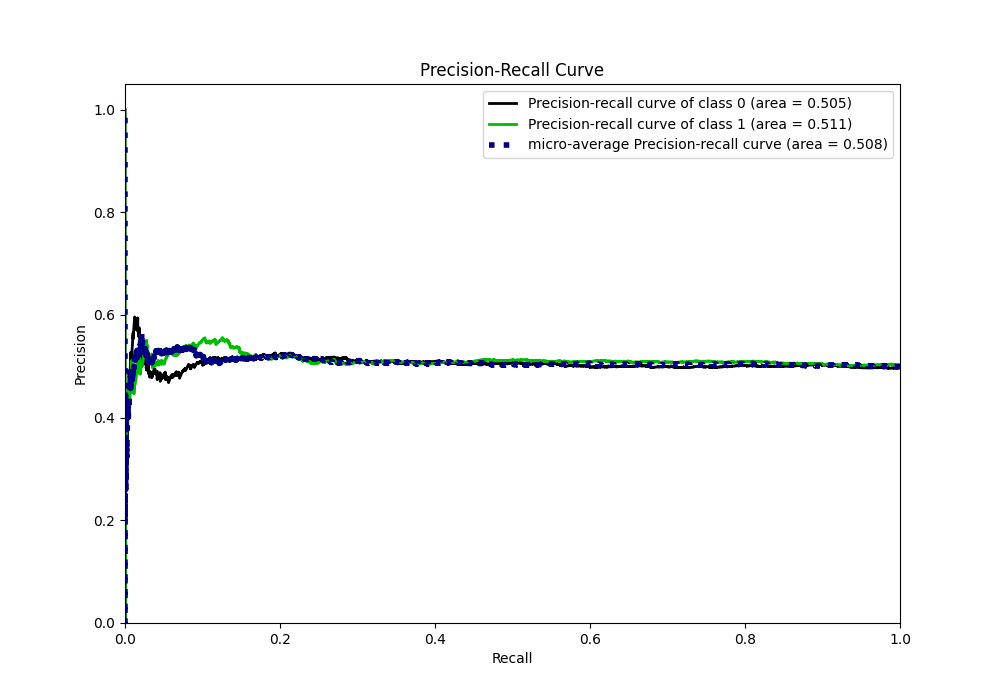 Precision-Recall Curve
Precision-recall curve of class 0 (area = 0.505)
Precision-recall curve of class 1 (area = 0.511)
micro-average Precision-recall curve (area = 0.508)
Precision
1.0
0.8
0.6
0.4
0.2
0.0
0.0 0.2 0.4 0.6 0.8 1.0
Recall